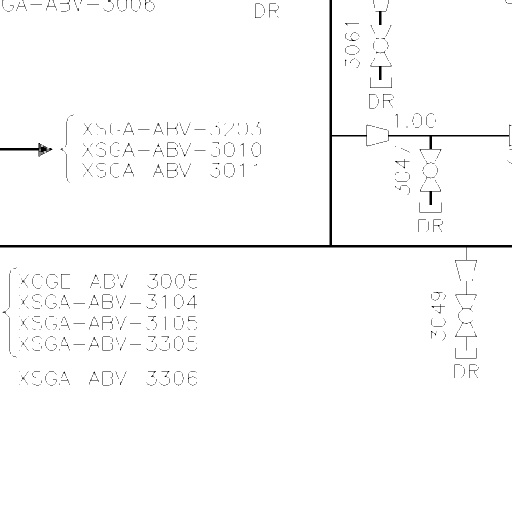 GA-ABV-3006
DR
3061
DR
1.00
XSGA-ABV-3203
XSGA-ABV-3010
XSGA ABV 3011
3047
DR
XSGE ABV 3005
XSGA-ABV-3104
XSGA-ABV-3105
XSGA-ABV-3305
3049
DR
XSGA ABV 3306